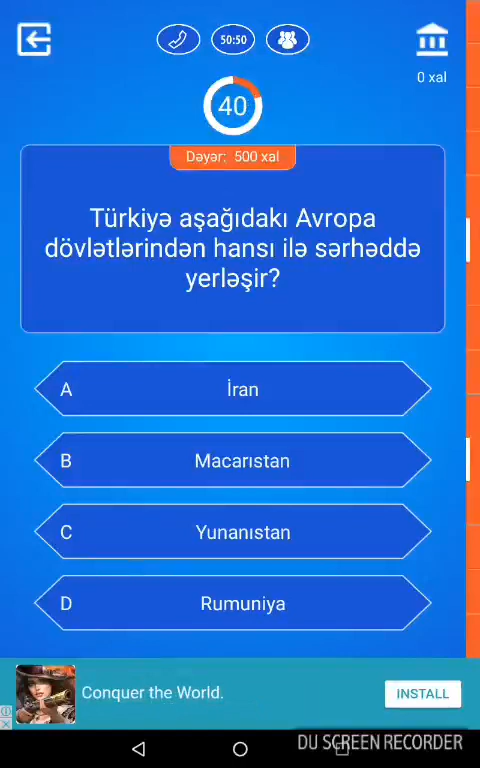 50:50
0 xal
40
Dəyər: 500 xal
Türkiyə aşağıdakı Avropa
dövlətlərindən hansı ilə sərhəddə
yerləşir?
A İran
B Macarıstan
C Yunanıstan
D Rumuniya
Conquer the World.
INSTALL
DU SCREEN RECORDER